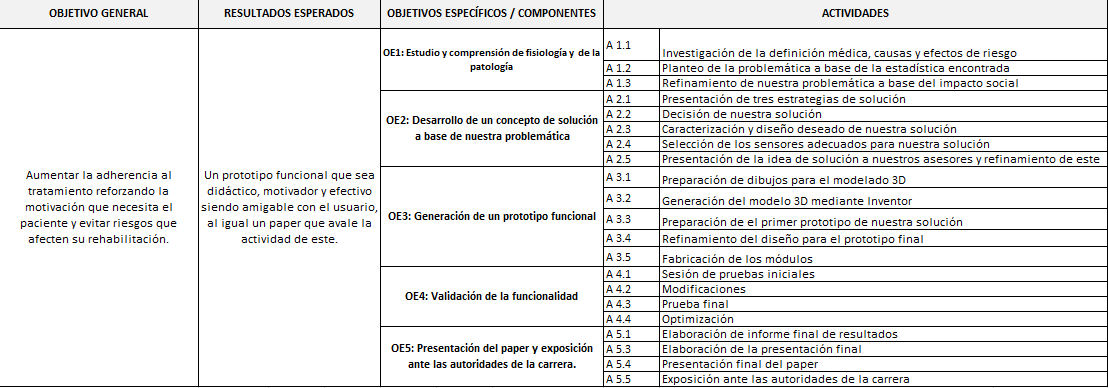 OBJETIVO GENERAL
RESULTADOS ESPERADOS
OBJETIVOS ESPECÍFICOS / COMPONENTES
ACTIVIDADES
Aumentar la adherencia al
tratamiento reforzando la
motivación que necesita el
paciente y evitar riesgos que
afecten su rehabilitación.
Un prototipo funcional que sea
didáctico, motivador y efectivo
siendo amigable con el usuario,
al igual un paper que avale la
actividad de este.
OE1: Estudio y comprensión de fisiología y de la
patología
A 1.1 Investigación de la definición médica, causas y efectos de riesgo
A 1.2 Planteo de la problemática a base de la estadística encontrada
A 1.3 Refinamiento de nuestra problemática a base del impacto social
OE2: Desarrollo de un concepto de solución
a base de nuestra problemática
A 2.1 Presentación de tres estrategias de solución
A 2.2 Decisión de nuestra solución
A 2.3 Caracterización y diseño deseado de nuestra solución
A 2.4 Selección de los sensores adecuados para nuestra solución
A 2.5 Presentación de la idea de solución a nuestros asesores y refinamiento de este
OE3: Generación de un prototipo funcional
A 3.1 Preparación de dibujos para el modelado 3D
A 3.2 Generación del modelo 3D mediante Inventor
A 3.3 Preparación de el primer prototipo de nuestra solución
A 3.4 Refinamiento del diseño para el prototipo final
A 3.5 Fabricación de los módulos
OE4: Validación de la funcionalidad
A 4.1 Sesión de pruebas iniciales
A 4.2 Modificaciones
A 4.3 Prueba final
A 4.4 Optimización
OE5: Presentación del paper y exposición
ante las autoridades de la carrera.
A 5.1 Elaboración de informe final de resultados
A 5.3 Elaboración de la presentación final
A 5.4 Presentación final del paper
A 5.5 Exposición ante las autoridades de la carrera